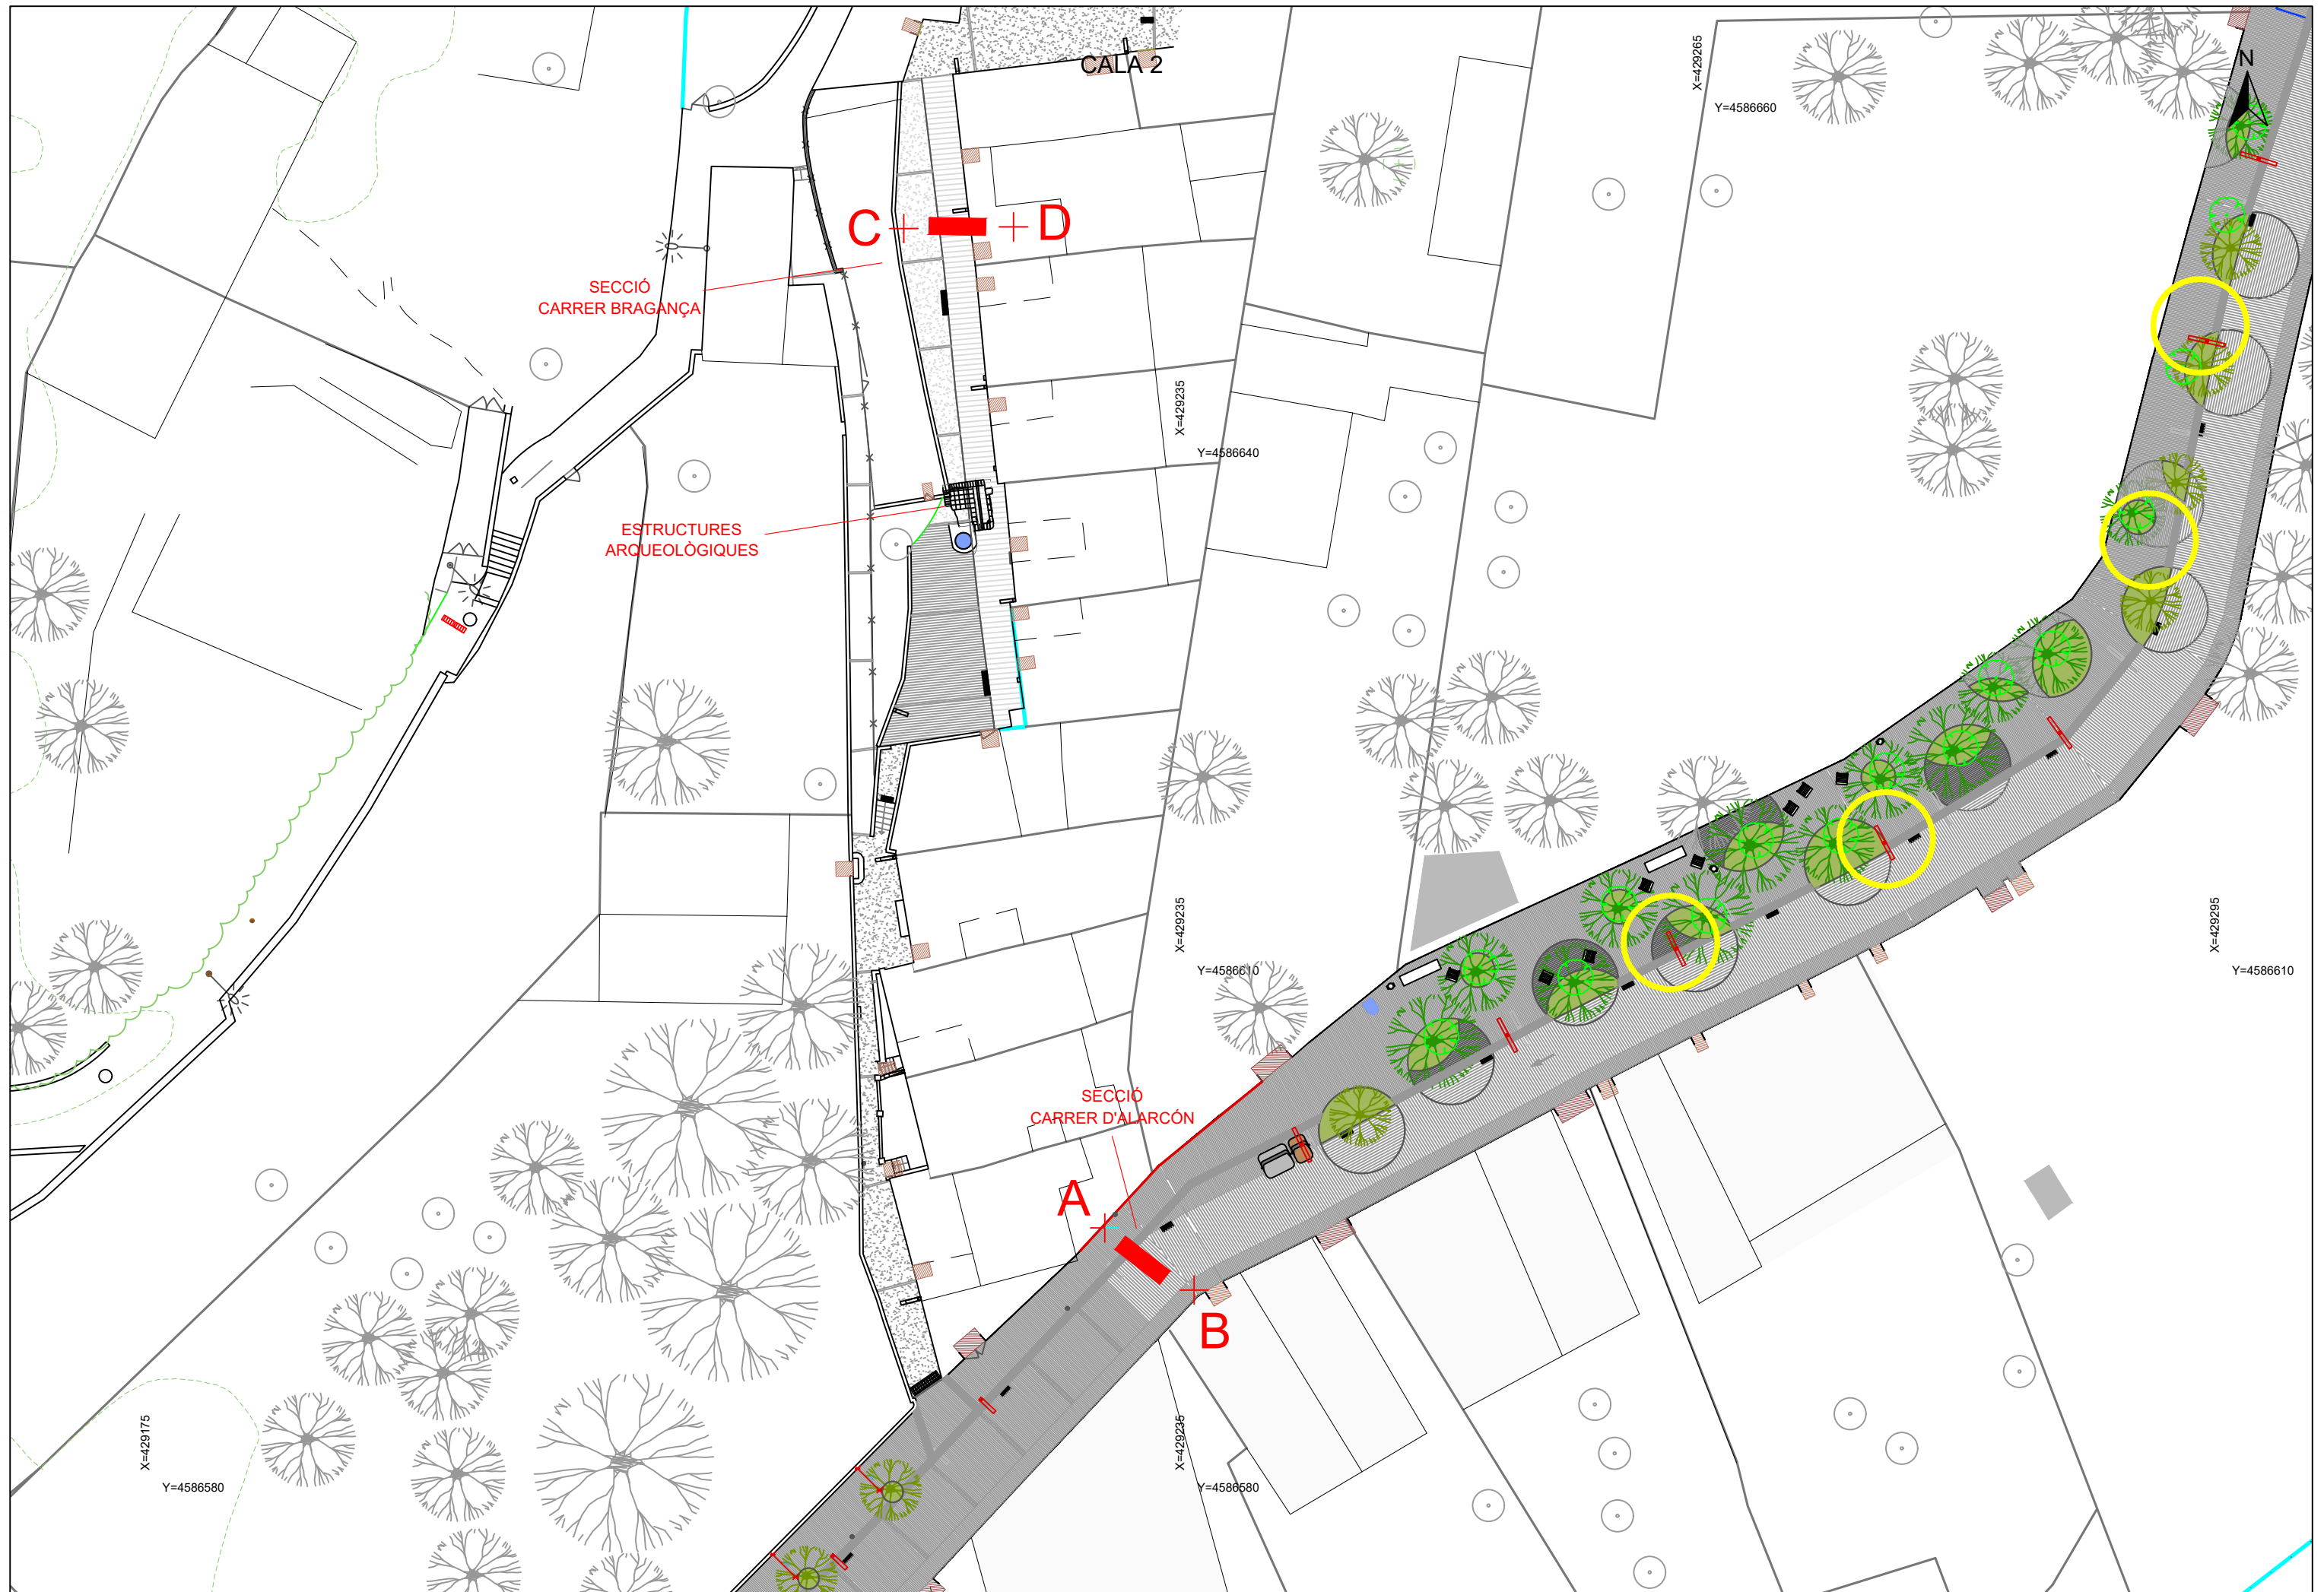 CALA 2
X=429265
Y=4586660
N
C
D
SECCIÓ
CARRER BRAGANÇA
X=429235
Y=4586640
ESTRUCTURES
ARQUEOLÒGIQUES
X=429235
Y=4586610
X=429295
Y=4586610
SECCIÓ
CARRER D'ALARCÓN
A
B
X=429175
Y=4586580
X=429235
Y=4586580